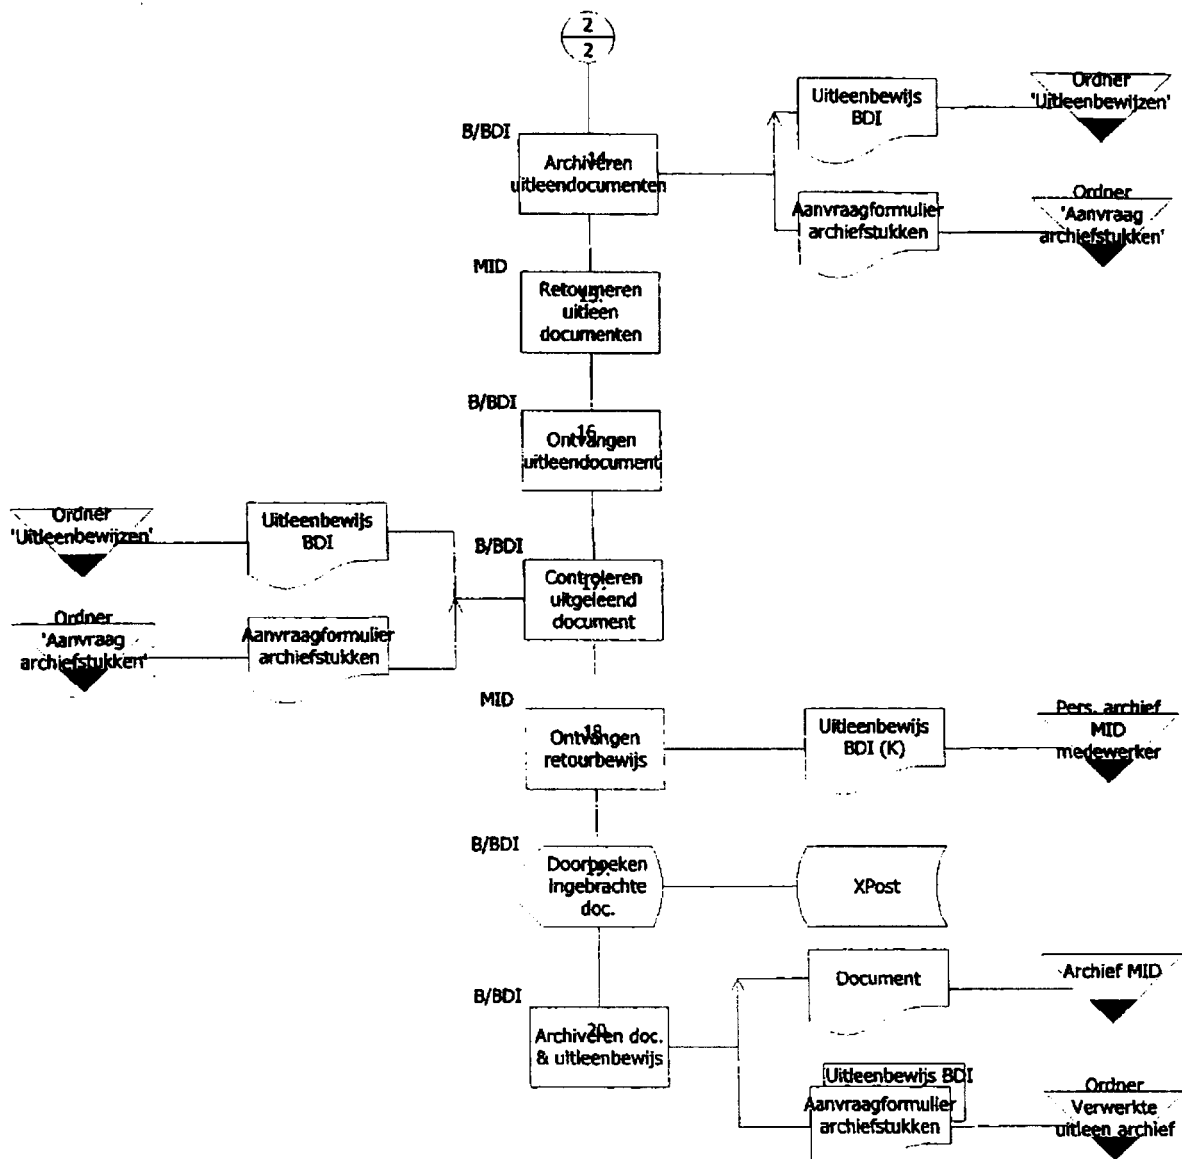 2
2
B/BDI
14.
Archiveren
uitleendocumenten
Uitleenbewijs
BDI
Ordner
'Uitleenbewijzen'
Aanvraagformulier
archiefstukken
Ordner
'Aanvraag
archiefstukken'
MID
15.
Retourneren
uitleen
documenten
B/BDI
16.
Ontvangen
uitleendocument
Ordner
'Uitleenbewijzen'
Uitleenbewijs
BDI
B/BDI
17.
Controleren
uitgeleend
document
Ordner
'Aanvraag
archiefstukken'
Aanvraagformulier
archiefstukken
MID
18.
Ontvangen
retourbewijs
Uitleenbewijs
BDI (K)
Pers. archief
MID
medewerker
B/BDI
19.
Doorboeken
ingebrachte
doc.
XPost
B/BDI
20.
Archiveren doc.
& uitleenbewijs
Document
Archief MID
Uitleenbewijs BDI
Aanvraagformulier
archiefstukken
Ordner
Verwerkte
uitleen archief